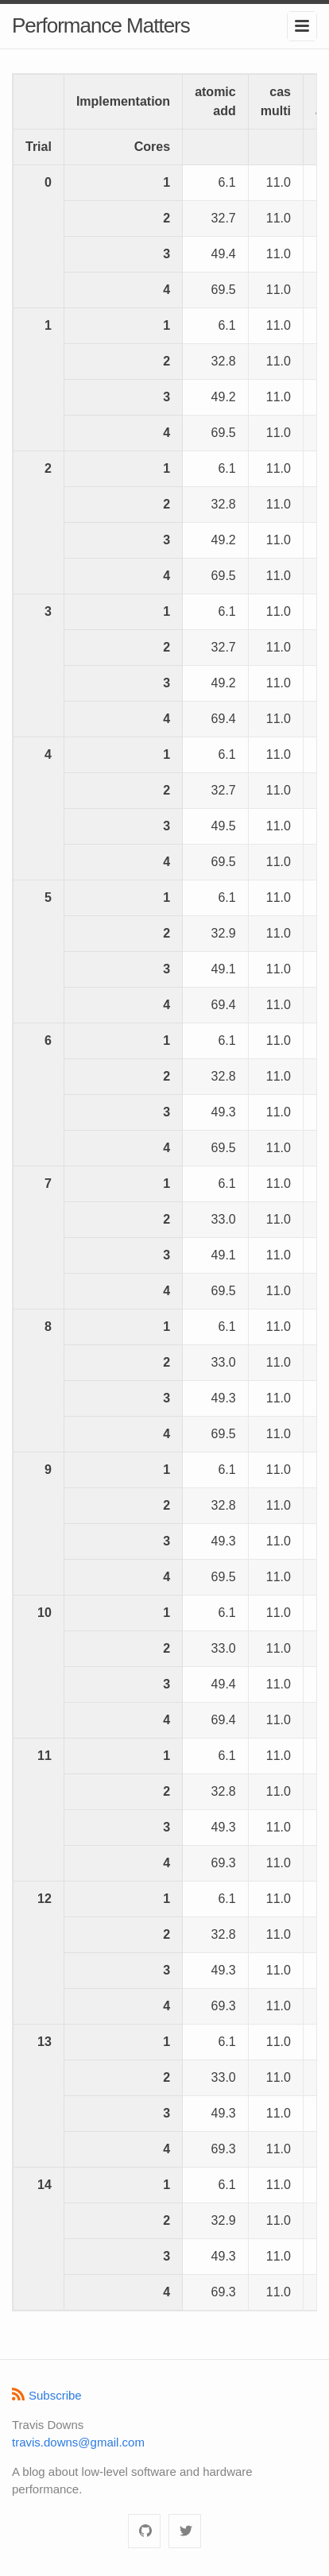 Performance Matters
Implementation atomic add cas multi
Trial Cores
0 1 6.1 11.0
2 32.7 11.0
3 49.4 11.0
4 69.5 11.0
1 1 6.1 11.0
2 32.8 11.0
3 49.2 11.0
4 69.5 11.0
2 1 6.1 11.0
2 32.8 11.0
3 49.2 11.0
4 69.5 11.0
3 1 6.1 11.0
2 32.7 11.0
3 49.2 11.0
4 69.4 11.0
4 1 6.1 11.0
2 32.7 11.0
3 49.5 11.0
4 69.5 11.0
5 1 6.1 11.0
2 32.9 11.0
3 49.1 11.0
4 69.4 11.0
6 1 6.1 11.0
2 32.8 11.0
3 49.3 11.0
4 69.5 11.0
7 1 6.1 11.0
2 33.0 11.0
3 49.1 11.0
4 69.5 11.0
8 1 6.1 11.0
2 33.0 11.0
3 49.3 11.0
4 69.5 11.0
9 1 6.1 11.0
2 32.8 11.0
3 49.3 11.0
4 69.5 11.0
10 1 6.1 11.0
2 33.0 11.0
3 49.4 11.0
4 69.4 11.0
11 1 6.1 11.0
2 32.8 11.0
3 49.3 11.0
4 69.3 11.0
12 1 6.1 11.0
2 32.8 11.0
3 49.3 11.0
4 69.3 11.0
13 1 6.1 11.0
2 33.0 11.0
3 49.3 11.0
4 69.3 11.0
14 1 6.1 11.0
2 32.9 11.0
3 49.3 11.0
4 69.3 11.0
Subscribe
Travis Downs
travis.downs@gmail.com
A blog about low-level software and hardware
performance.